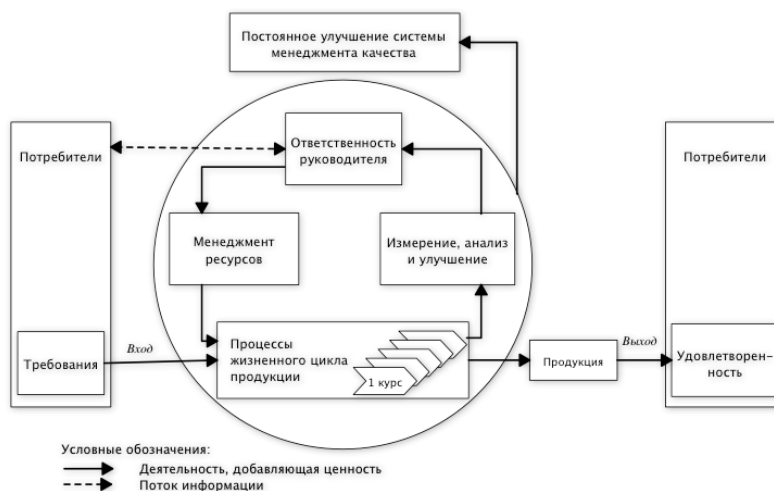 Постоянное улучшение системы
менеджмента качества
Потребители
Ответственность
руководителя
Потребители
Менеджмент
ресурсов
Измерение, анализ
и улучшение
Требования
Вход
Процессы
жизненного цикла
продукции
1 курс
Продукция
Выход
Удовлетворен-
ность
Условные обозначения:
Деятельность, добавляющая ценность
Поток информации